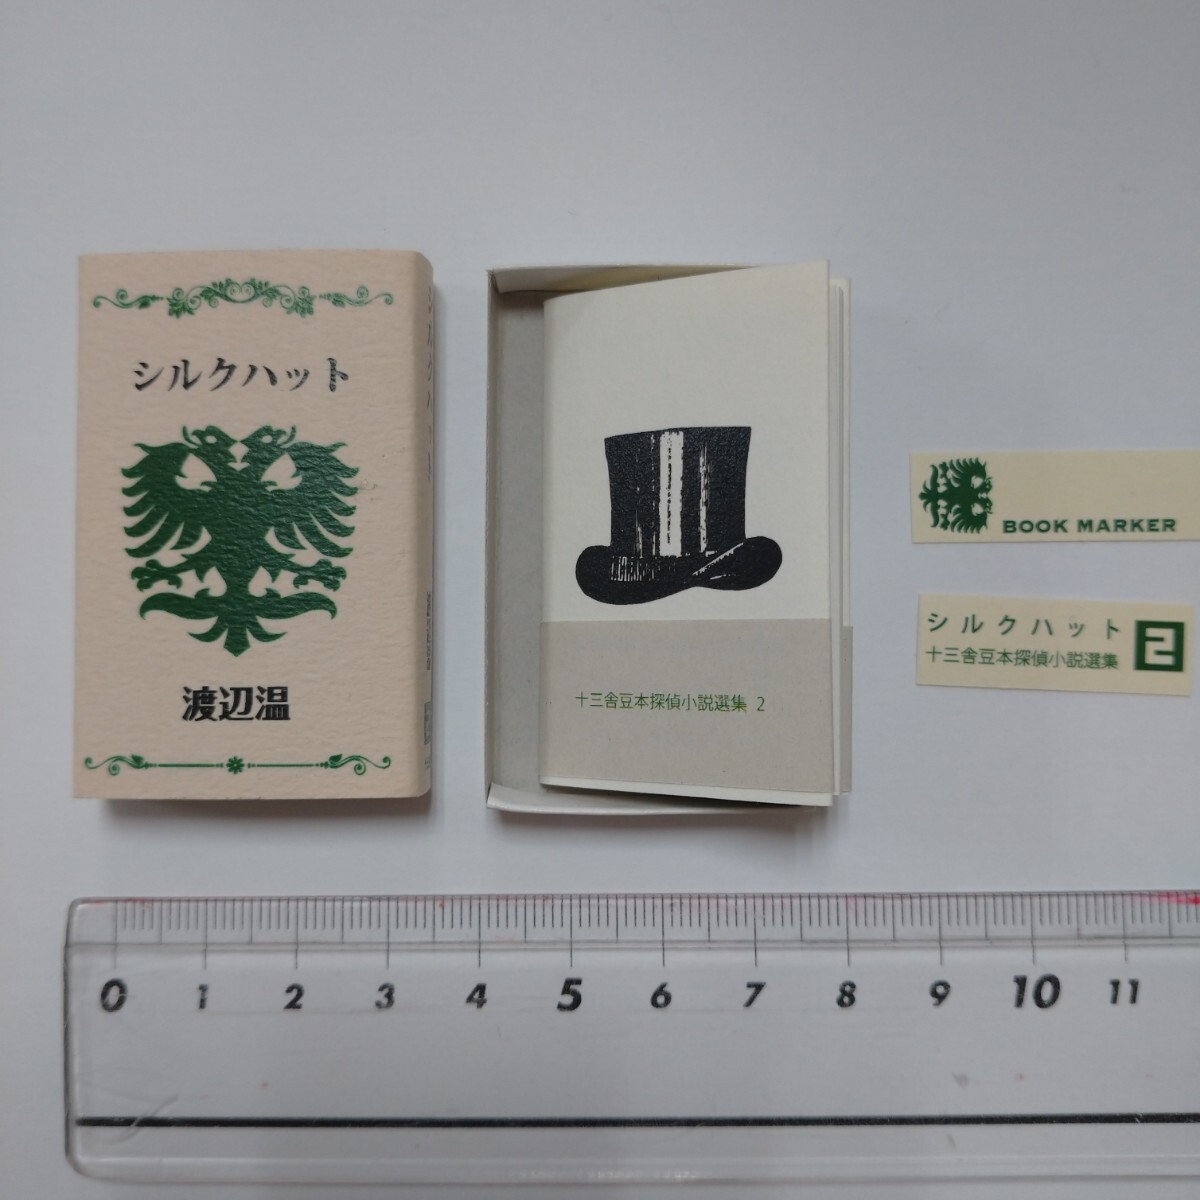 シルクハット
渡辺温
十三舎豆本探偵小説選集 2
BOOK MARKER
シルクハット
十三舎豆本探偵小説選集
2
0 1 2 3 4 5 6 7 8 9 10 11